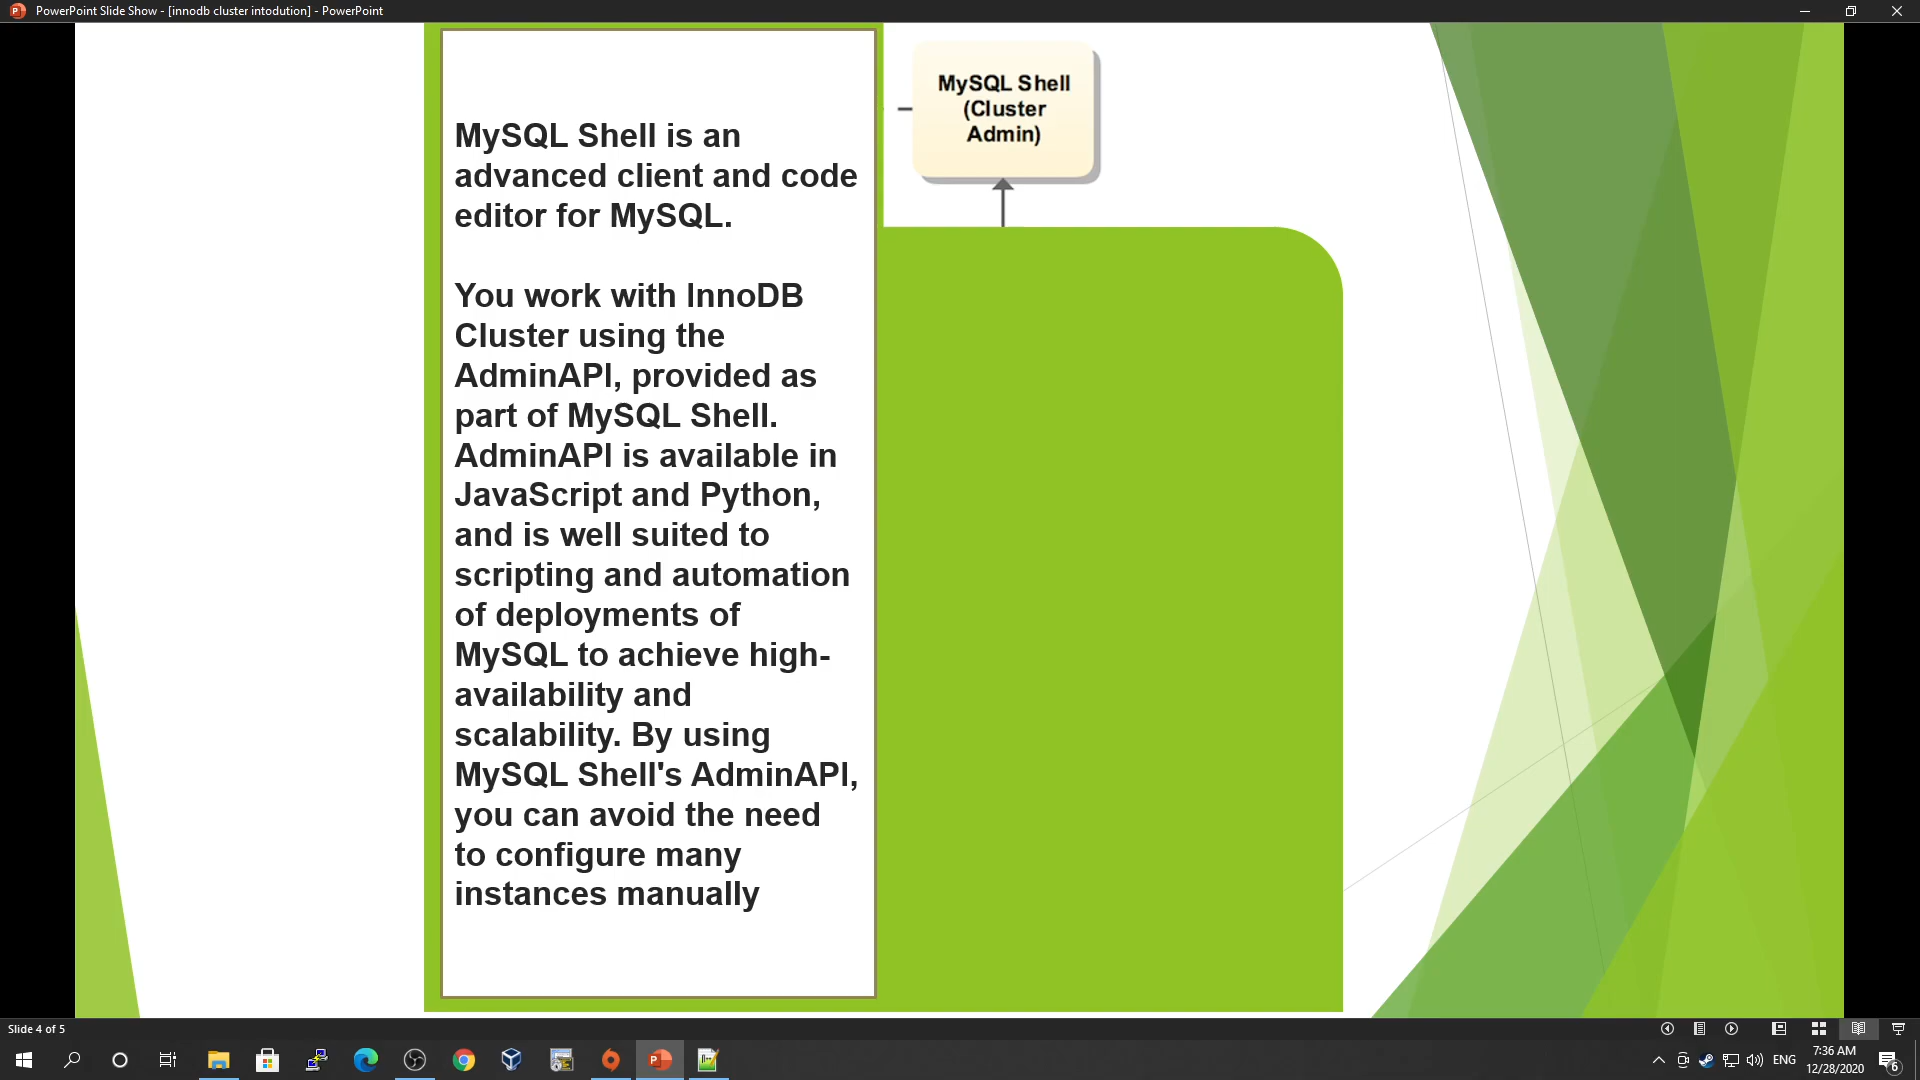 PowerPoint Slide Show - [innodb cluster intodution] - PowerPoint
MySQL Shell is an
advanced client and code
editor for MySQL.
You work with InnoDB
Cluster using the
AdminAPI, provided as
part of MySQL Shell.
AdminAPI is available in
JavaScript and Python,
and is well suited to
scripting and automation
of deployments of
MySQL to achieve high-
availability and
scalability. By using
MySQL Shell's AdminAPI,
you can avoid the need
to configure many
instances manually
MySQL Shell
(Cluster
Admin)
Slide 4 of 5
ENG
7:36 AM
12/28/2020
6